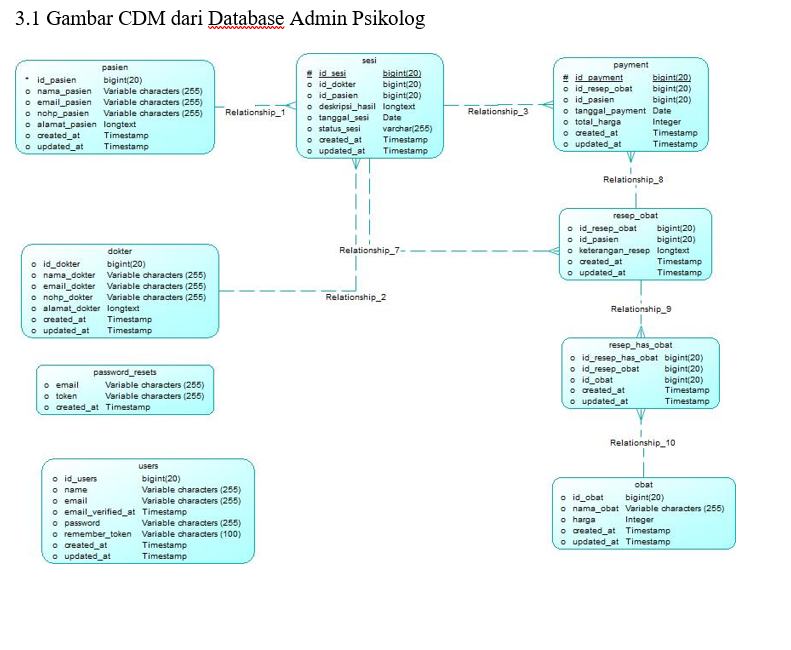 3.1 Gambar CDM dari Database Admin Psikolog
pasien
* id_pasien bigint(20)
o nama_pasien Variable characters (255)
o email_pasien Variable characters (255)
o nohp_pasien Variable characters (255)
o alamat_pasien longtext
o created_at Timestamp
o updated_at Timestamp
Relationship_1
sesi
# id_sesi bigint(20)
o id_dokter bigint(20)
o id_pasien bigint(20)
o deskripsi_hasil longtext
o tanggal_sesi Date
o status_sesi varchar(255)
o created_at Timestamp
o updated_at Timestamp
Relationship_3
payment
# id_payment bigint(20)
o id_resep_obat bigint(20)
o id_pasien bigint(20)
o tanggal_payment Date
o total_harga Integer
o created_at Timestamp
o updated_at Timestamp
Relationship_8
resep_obat
o id_resep_obat bigint(20)
o id_pasien bigint(20)
o keterangan_resep longtext
o created_at Timestamp
o updated_at Timestamp
Relationship_7
dokter
o id_dokter bigint(20)
o nama_dokter Variable characters (255)
o email_dokter Variable characters (255)
o nohp_dokter Variable characters (255)
o alamat_dokter longtext
o created_at Timestamp
o updated_at Timestamp
Relationship_2
Relationship_9
resep_has_obat
o id_resep_has_obat bigint(20)
o id_resep_obat bigint(20)
o id_obat bigint(20)
o created_at Timestamp
o updated_at Timestamp
password_resets
o email Variable characters (255)
o token Variable characters (255)
o created_at Timestamp
Relationship_10
users
o id_users bigint(20)
o name Variable characters (255)
o email Variable characters (255)
o email_verified_at Timestamp
o password Variable characters (255)
o remember_token Variable characters (100)
o created_at Timestamp
o updated_at Timestamp
obat
o id_obat bigint(20)
o nama_obat Variable characters (255)
o harga Integer
o created_at Timestamp
o updated_at Timestamp